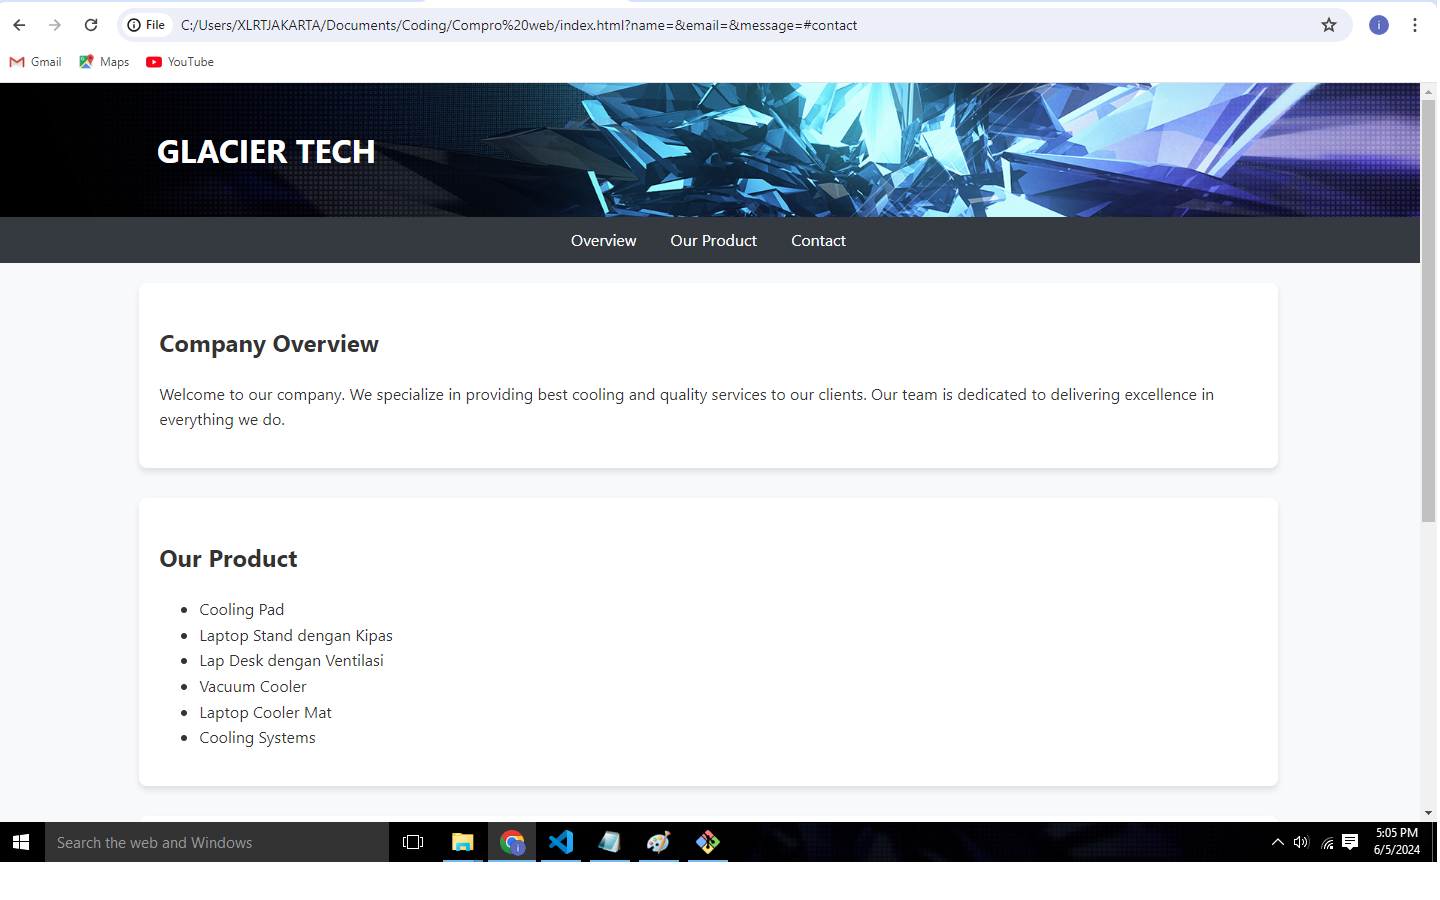 File C:/Users/XLRTJAKARTA/Documents/Coding/Compro%20web/index.html?name=&email=&message=#contact i
Gmail Maps YouTube
GLACIER TECH
Overview Our Product Contact
Company Overview
Welcome to our company. We specialize in providing best cooling and quality services to our clients. Our team is dedicated to delivering excellence in
everything we do.
Our Product
Cooling Pad
Laptop Stand dengan Kipas
Lap Desk dengan Ventilasi
Vacuum Cooler
Laptop Cooler Mat
Cooling Systems
Search the web and Windows
5:05 PM
6/5/2024